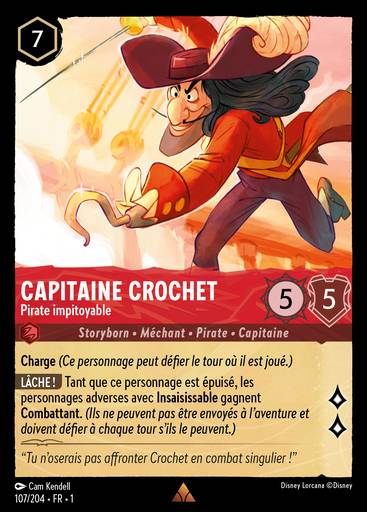 7
CAPITAINE CROCHET
Pirate impitoyable
5
5
Storyborn • Méchant • Pirate • Capitaine
Charge (Ce personnage peut défier le tour où il est joué.)
LÂCHE ! Tant que ce personnage est épuisé, les
personnages adverses avec Insaisissable gagnent
Combattant. (Ils ne peuvent pas être envoyés à l'aventure et
doivent défier à chaque tour s'ils le peuvent.)
“Tu n'oserais pas affronter Crochet en combat singulier !”
Cam Kendell
107/204 • FR • 1
Disney Lorcana ©Disney